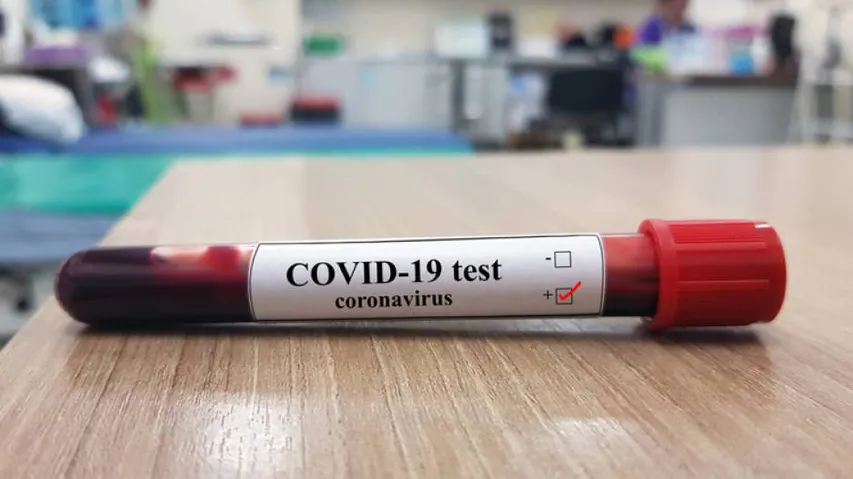 COVID-19 test
coronavirus
-
+